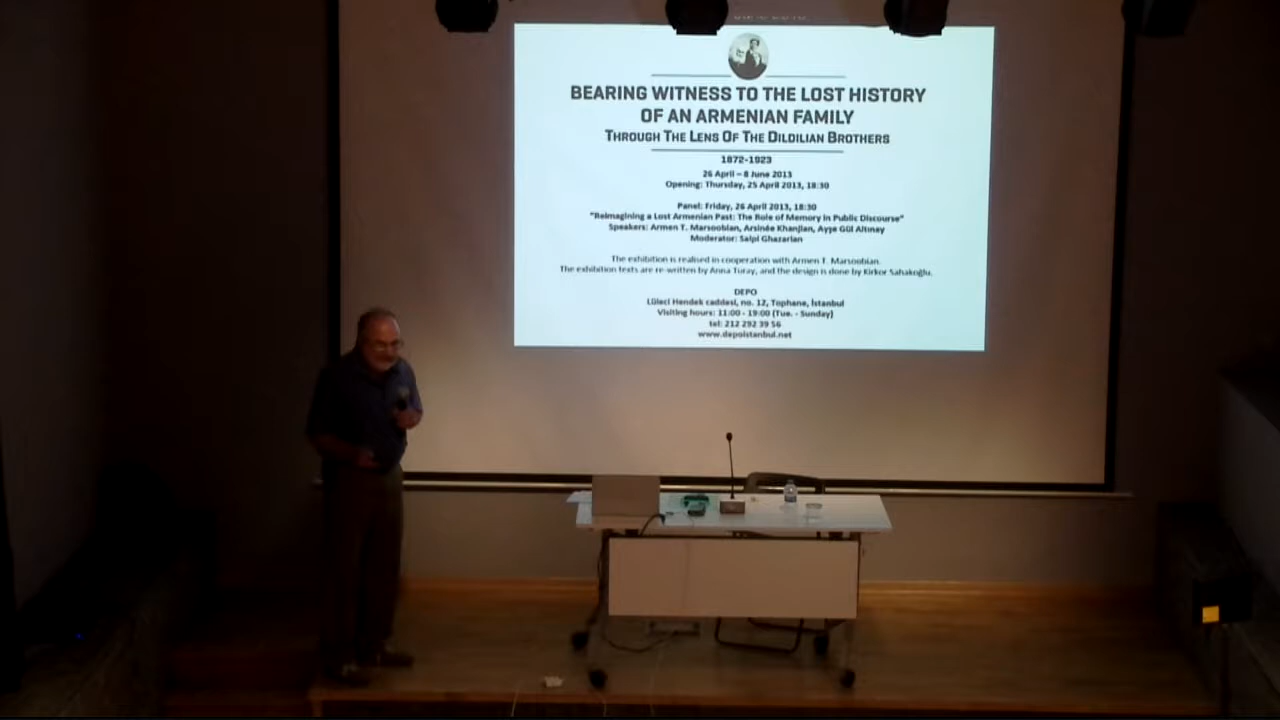 BEARING WITNESS TO THE LOST HISTORY
OF AN ARMENIAN FAMILY
THROUGH THE LENS OF THE DILDILIAN BROTHERS
1872-1923
26 April – 8 June 2013
Opening: Thursday, 25 April 2013, 18:30
Panel: Friday, 26 April 2013, 18:30
"Reimagining a Lost Armenian Past: The Role of Memory in Public Discourse"
Speakers: Armen T. Marsoobian, Arsinée Khanjian, Ayşe Gül Altınay
Moderator: Salpi Ghazarian
The exhibition is realised in cooperation with Armen T. Marsoobian.
The exhibition texts are re-written by Anna Turay, and the design is done by Kirkor Sahakoğlu.
DEPO
Lüleci Hendek caddesi, no. 12, Tophane, İstanbul
Visiting hours: 11:00 - 19:00 (Tue. - Sunday)
tel: 212 292 39 56
www.depoistanbul.net